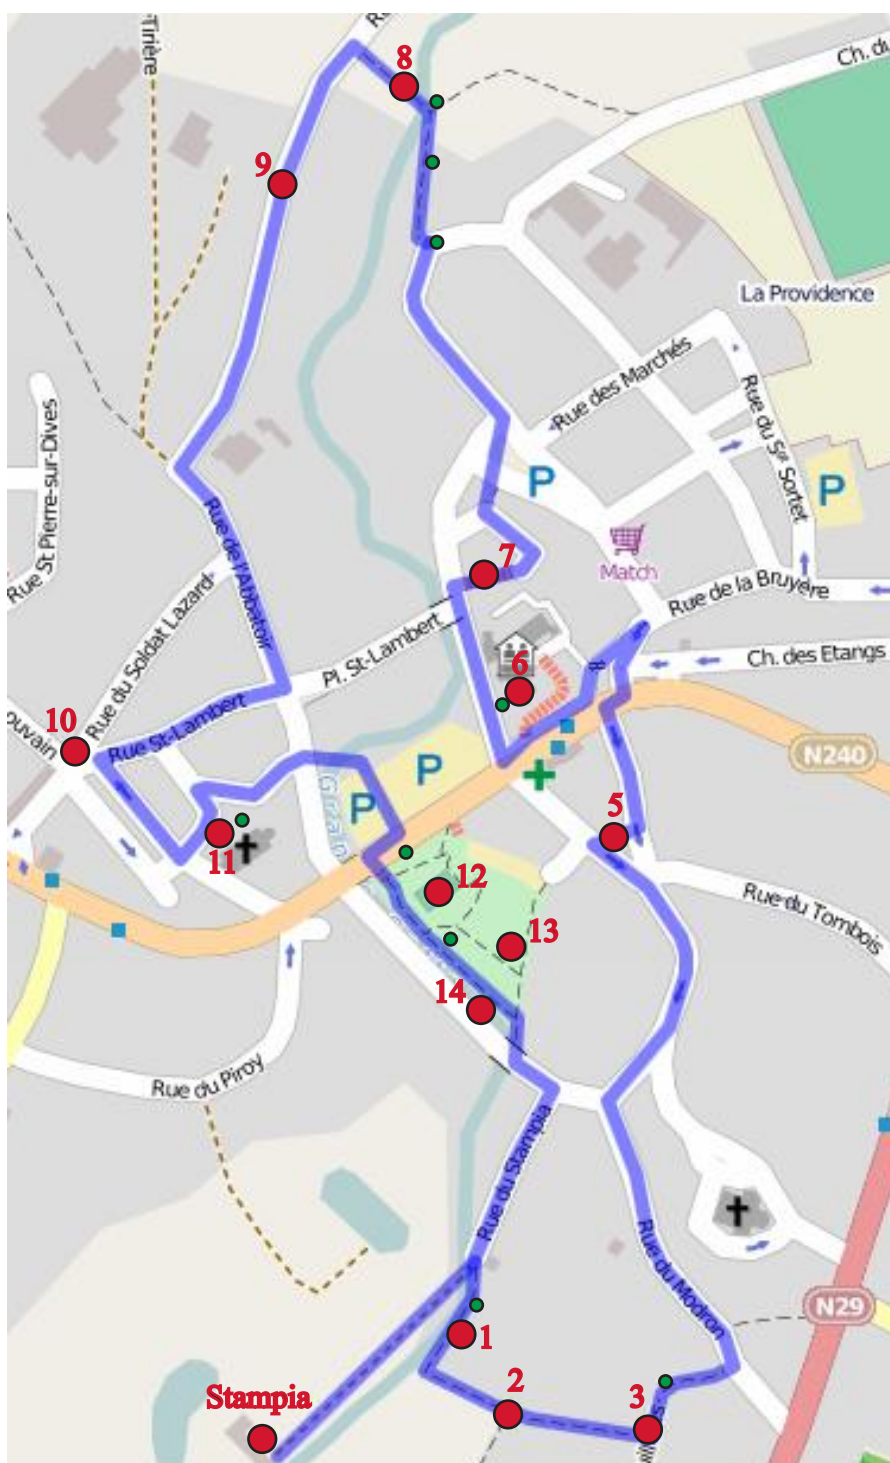 Ru
Tirière
8
Ch. du
9
La Providence
Rue des Marchés
Rue du Sgt Sortet
Rue St Pierre-sur-Dives
P
P
Rue de l'Abbatoir
Match
7
Rue de la Bruyère
Rue du Soldat Lazard
Pl. St-Lambert
Ch. des Etangs
6
10
ouvain
Rue St-Lambert
N240
P
P
5
11
12
Rue du Tombois
13
14
Rue du Piroy
Rue du Stampia
Rue du Modron
N29
1
2
3
Stampia